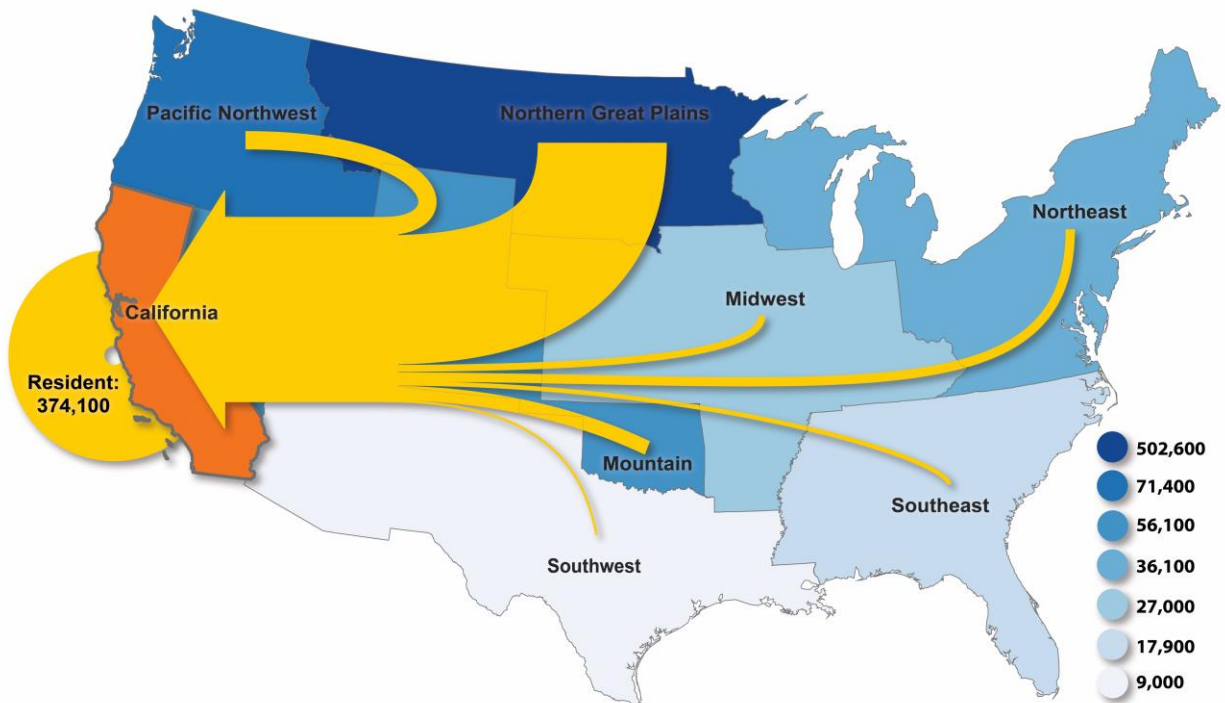 Pacific Northwest
Northern Great Plains
Northeast
Midwest
California
Resident:
374,100
Mountain
Southeast
Southwest
502,600
71,400
56,100
36,100
27,000
17,900
9,000